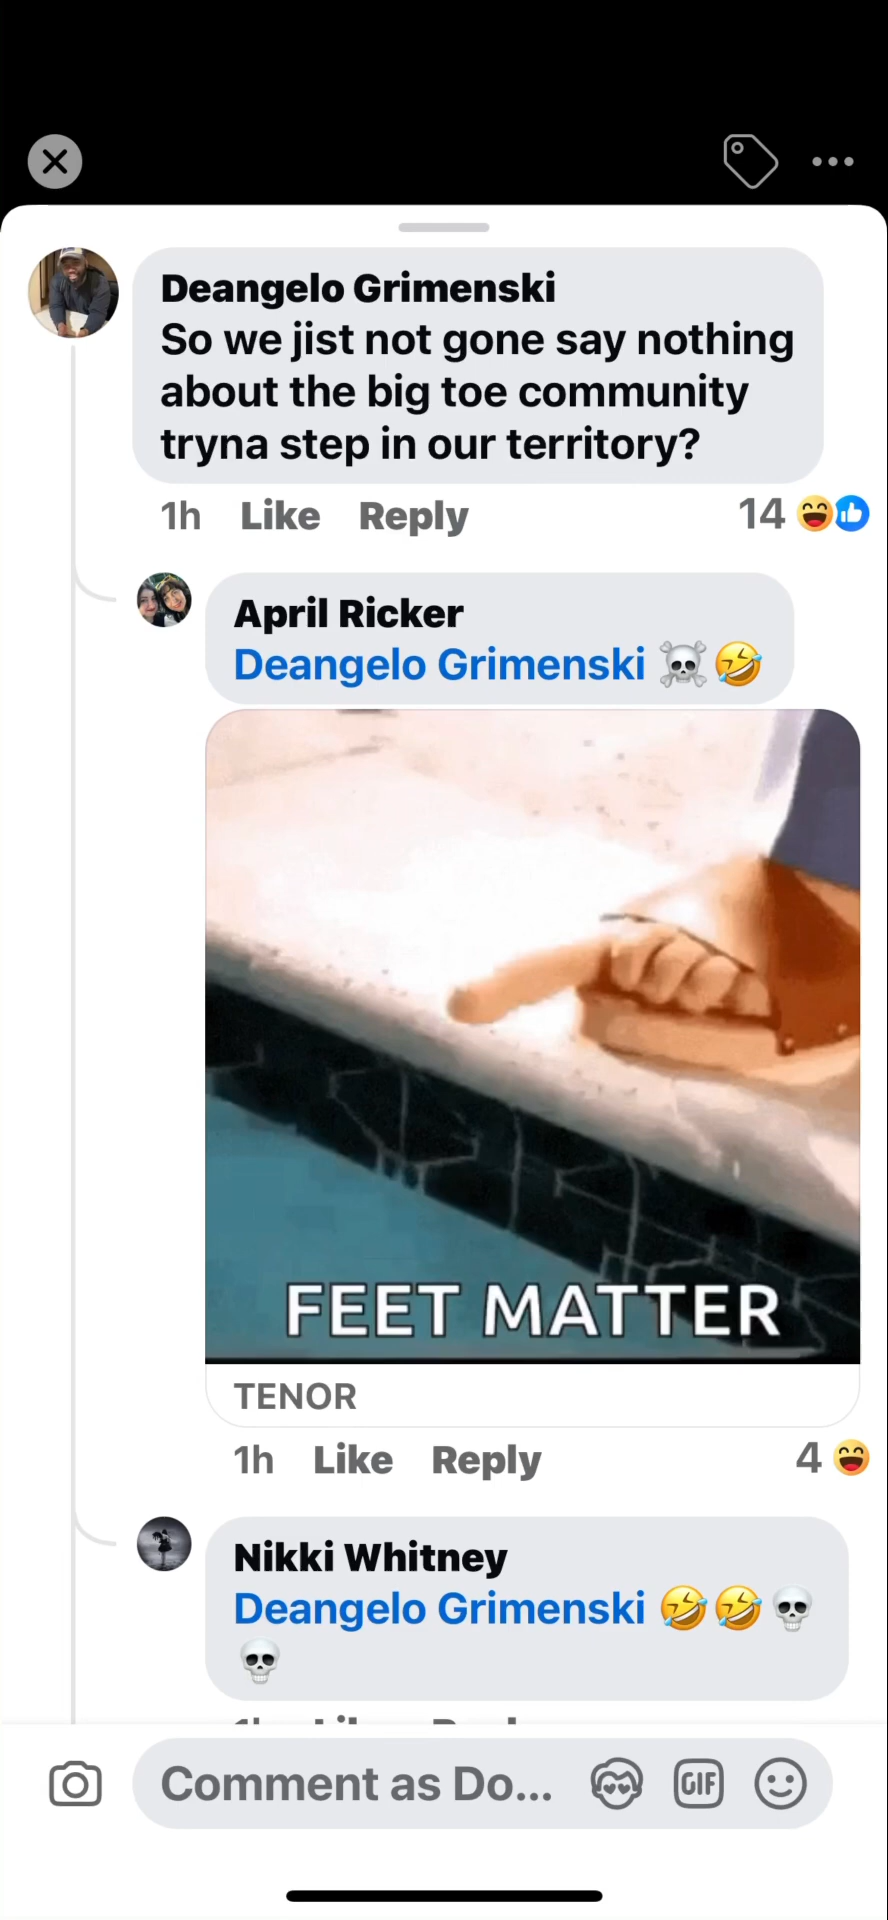 Deangelo Grimenski
So we jist not gone say nothing
about the big toe community
tryna step in our territory?
1h Like Reply 14
April Ricker
Deangelo Grimenski ☠️🤣
FEET MATTER
TENOR
1h Like Reply 4
Nikki Whitney
Deangelo Grimenski 🤣🤣💀
💀
Comment as Do... GIF